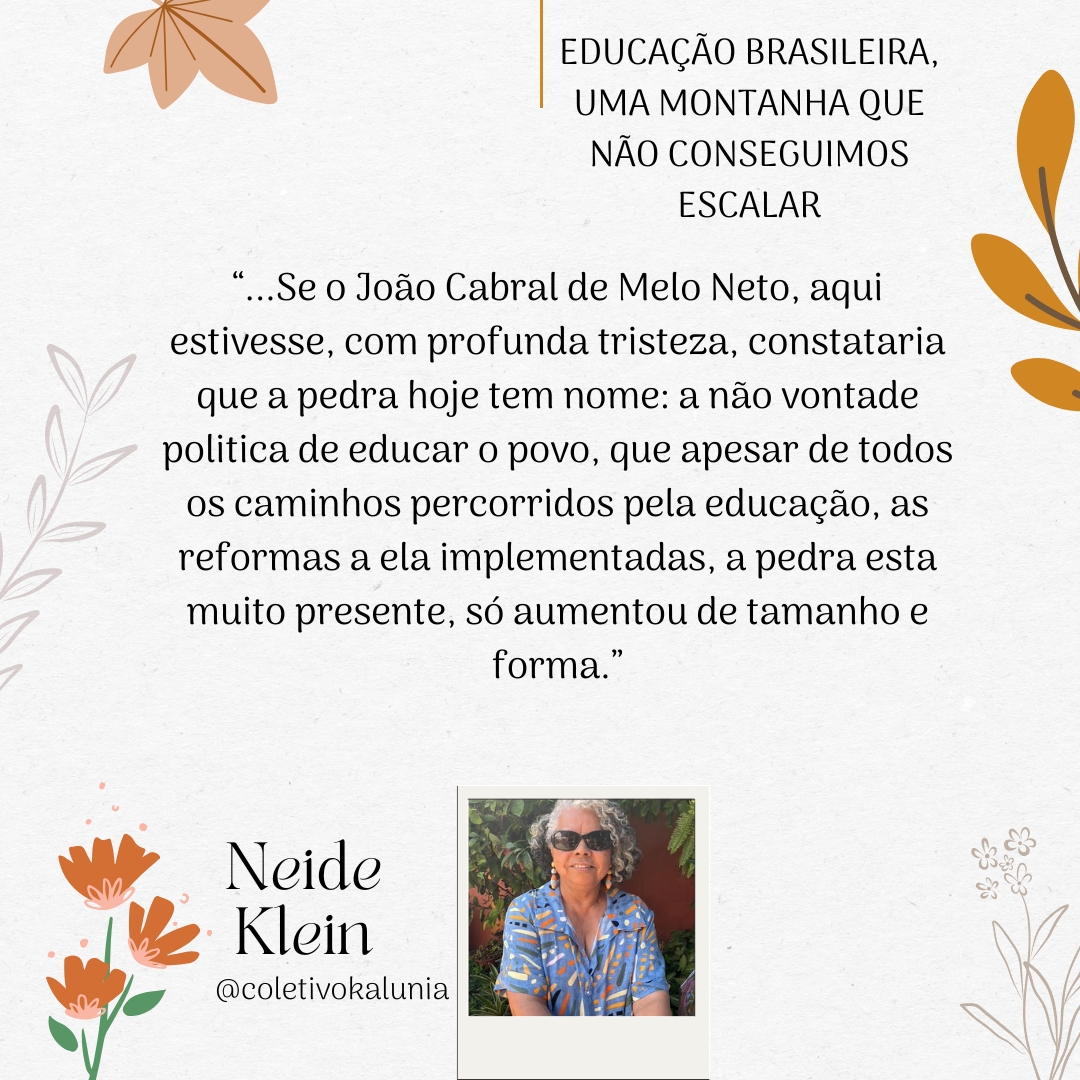 EDUCAÇÃO BRASILEIRA,
UMA MONTANHA QUE
NÃO CONSEGUIMOS
ESCALAR
“...Se o João Cabral de Melo Neto, aqui
estivesse, com profunda tristeza, constataria
que a pedra hoje tem nome: a não vontade
politica de educar o povo, que apesar de todos
os caminhos percorridos pela educação, as
reformas a ela implementadas, a pedra esta
muito presente, só aumentou de tamanho e
forma.”
Neide
Klein
@coletivokalunia